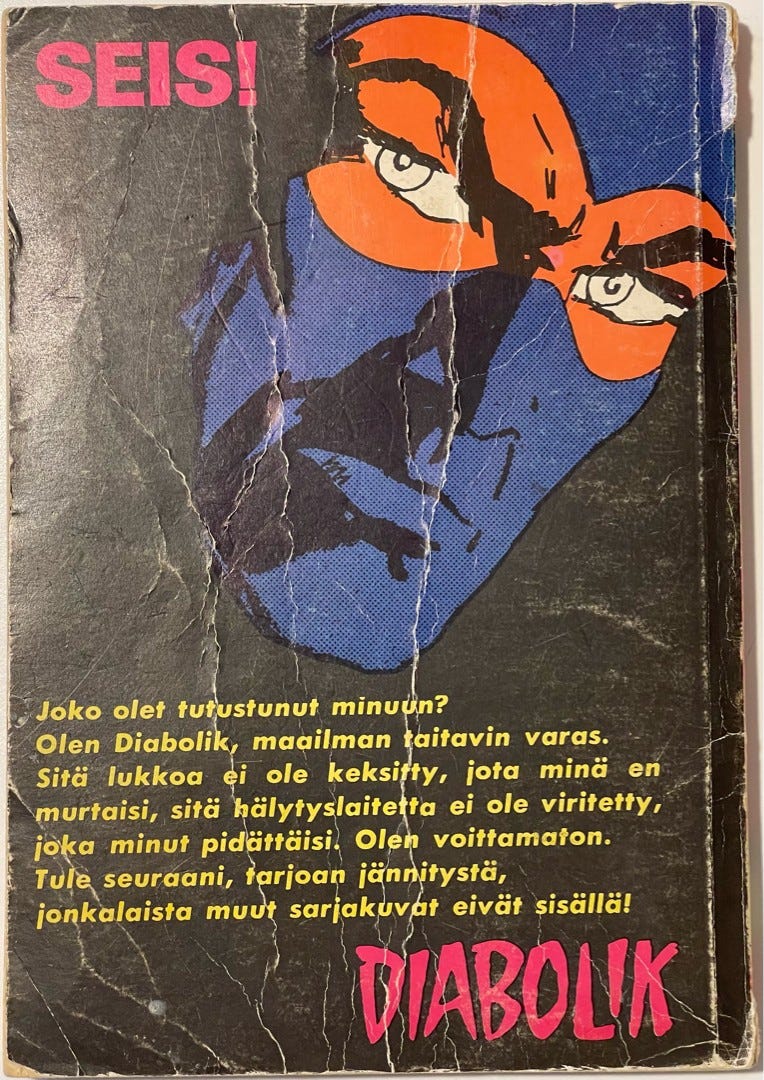 SEIS!
Joko olet tutustunut minuun?
Olen Diabolik, maailman taitavin varas.
Sitä lukkoa ei ole keksitty, jota minä en
murtaisi, sitä hälytyslaitetta ei ole viritetty,
joka minut pidättäisi. Olen voittamaton.
Tule seuraani, tarjoan jännitystä,
jonkalaista muut sarjakuvat eivät sisällä!
DIABOLIK